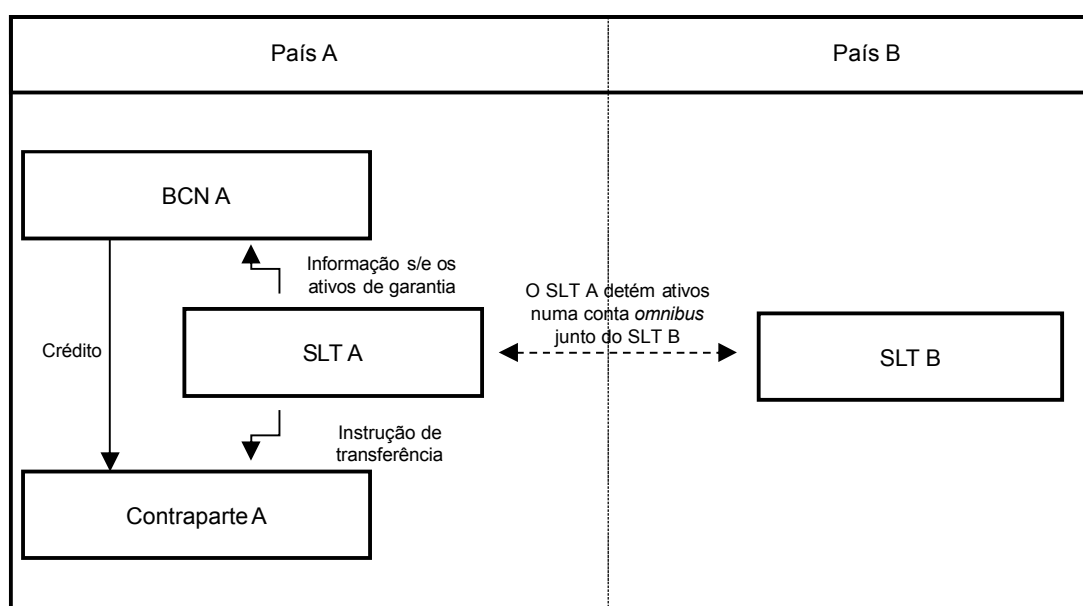 País A
País B
BCN A
Informação s/e os
ativos de garantia
O SLT A detém ativos
numa conta omnibus
junto do SLT B
Crédito
SLT A
SLT B
Instrução de
transferência
Contraparte A